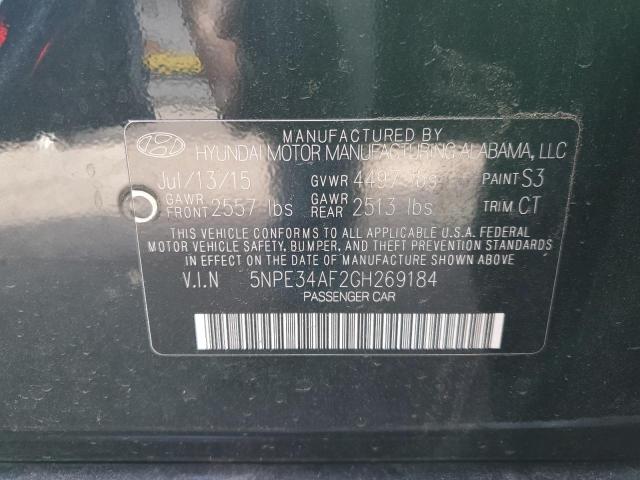 MANUFACTURED BY
HYUNDAI MOTOR MANUFACTURING ALABAMA, LLC
Jul/13/15 GVWR 4497 lbs PAINT S3
GAWR FRONT 2557 lbs GAWR REAR 2513 lbs TRIM CT
THIS VEHICLE CONFORMS TO ALL APPLICABLE U.S.A. FEDERAL
MOTOR VEHICLE SAFETY, BUMPER, AND THEFT PREVENTION STANDARDS
IN EFFECT ON THE DATE OF MANUFACTURE SHOWN ABOVE.
V.I.N 5NPE34AF2GH269184
PASSENGER CAR